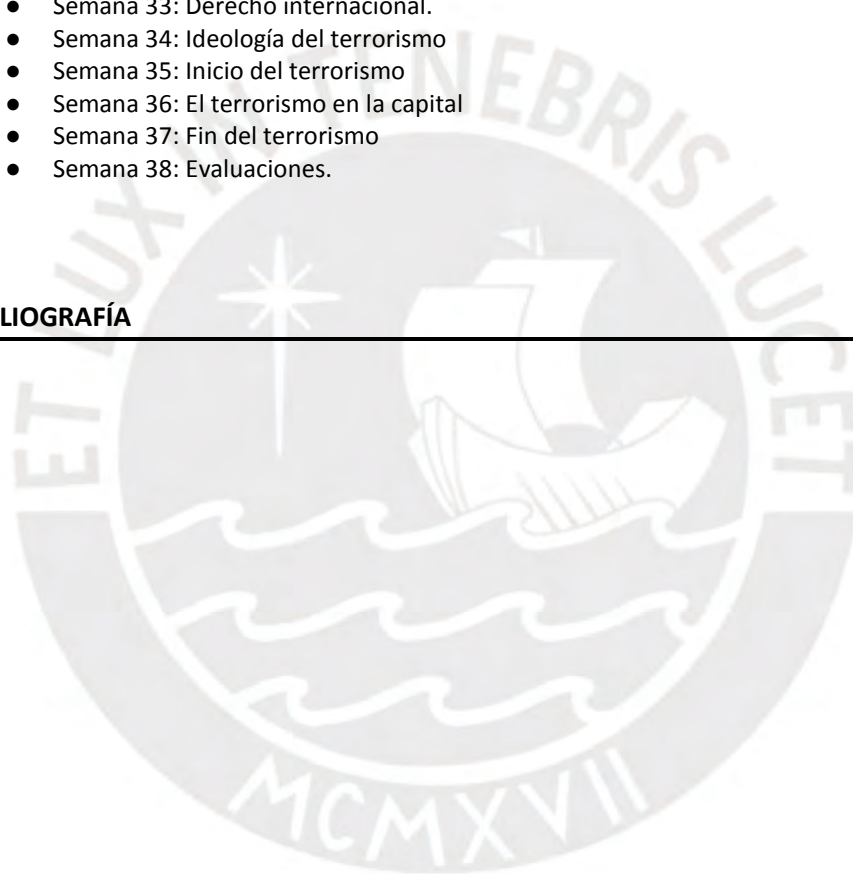 ● Semana 33: Derecho internacional.
● Semana 34: Ideología del terrorismo
● Semana 35: Inicio del terrorismo
● Semana 36: El terrorismo en la capital
● Semana 37: Fin del terrorismo
● Semana 38: Evaluaciones.
LIOGRAFÍA
ET LUX IN TENEBRIS LUCET
MCMXVII